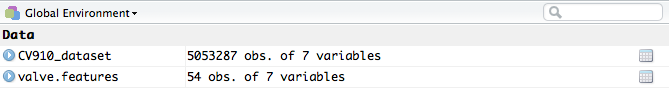 Global Environment
Data
CV910_dataset 5053287 obs. of 7 variables
valve.features 54 obs. of 7 variables